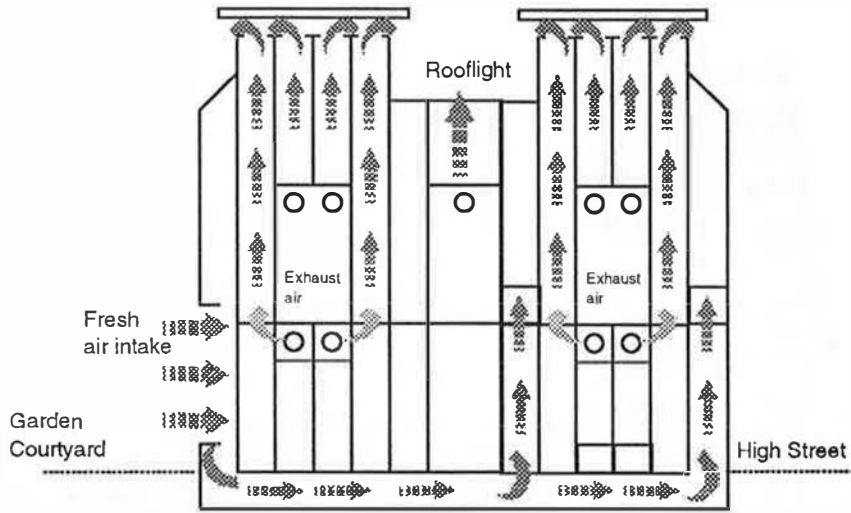 Rooflight
Exhaust
air
Exhaust
air
Fresh
air intake
Garden
Courtyard
High Street